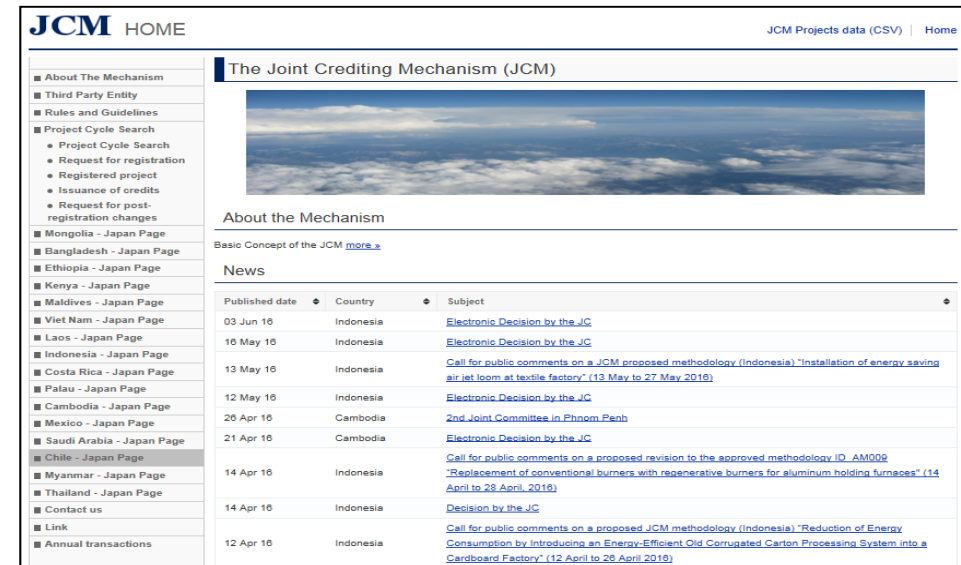 JCM HOME
JCM Projects data (CSV) | Home
About The Mechanism
Third Party Entity
Rules and Guidelines
Project Cycle Search
Project Cycle Search
Request for registration
Registered project
Issuance of credits
Request for post-
registration changes
Mongolia - Japan Page
Bangladesh - Japan Page
Ethiopia - Japan Page
Kenya - Japan Page
Maldives - Japan Page
Viet Nam - Japan Page
Laos - Japan Page
Indonesia - Japan Page
Costa Rica - Japan Page
Palau - Japan Page
Cambodia - Japan Page
Mexico - Japan Page
Saudi Arabia - Japan Page
Chile - Japan Page
Myanmar - Japan Page
Thailand - Japan Page
Contact us
Link
Annual transactions
The Joint Crediting Mechanism (JCM)
About the Mechanism
Basic Concept of the JCM more »
News
Published date Country Subject
03 Jun 16 Indonesia Electronic Decision by the JC
16 May 16 Indonesia Electronic Decision by the JC
13 May 16 Indonesia Call for public comments on a JCM proposed methodology (Indonesia) "Installation of energy saving
air jet loom at textile factory" (13 May to 27 May 2016)
12 May 16 Indonesia Electronic Decision by the JC
26 Apr 16 Cambodia 2nd Joint Committee in Phnom Penh
21 Apr 16 Cambodia Electronic Decision by the JC
14 Apr 16 Indonesia Call for public comments on a proposed revision to the approved methodology ID_AM009
"Replacement of conventional burners with regenerative burners for aluminum holding furnaces" (14
April to 28 April, 2016)
14 Apr 16 Indonesia Decision by the JC
12 Apr 16 Indonesia Call for public comments on a proposed JCM methodology (Indonesia) "Reduction of Energy
Consumption by Introducing an Energy-Efficient Old Corrugated Carton Processing System into a
Cardboard Factory" (12 April to 26 April 2016)